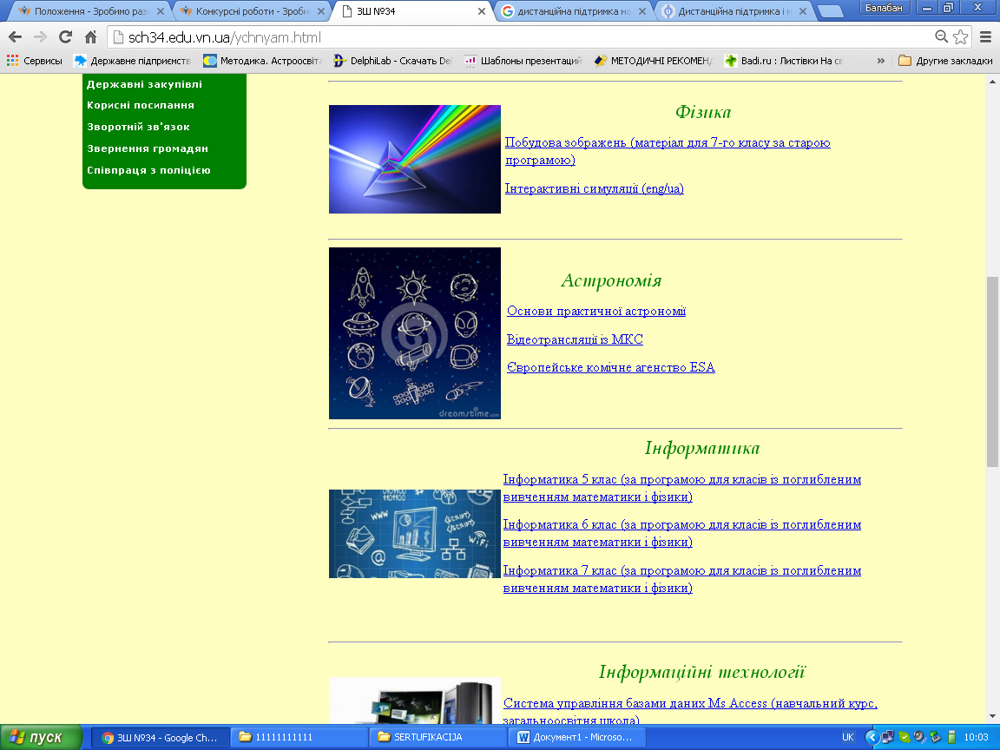 Положення - Зробимо раз
Конкурсні роботи - Зроби
ЗШ №34
дистанційна підтримка на
Дистанційна підтримка і м
Балабан
sch34.edu.vn.ua/ychnyam.html
Сервисы
Державне підприємств
Методика. Астроосвіта
DelphiLab - Скачать Del
Шаблоны презентаций
МЕТОДИЧНІ РЕКОМЕНД
Badi.ru : Листівки На св
»
Другие закладки
Державні закупівлі
Корисні посилання
Зворотній зв'язок
Звернення громадян
Співпраця з поліцією
Фізика
Побудова зображень (матеріал для 7-го класу за старою
програмою)
Інтерактивні симуляції (eng/ua)
Астрономія
Основи практичної астрономії
Відеотрансляції із МКС
Європейське комічне агенство ESA
dreamstime.com
Інформатика
Інформатика 5 клас (за програмою для класів із поглибленим
вивченням математики і фізики)
Інформатика 6 клас (за програмою для класів із поглибленим
вивченням математики і фізики)
Інформатика 7 клас (за програмою для класів із поглибленим
вивченням математики і фізики)
WWW
{SCRIPT}
WiFi
@
Інформаційні технології
Система управління базами даних Ms Access (навчальний курс,
загальноосвітня школа)
пуск
ЗШ №34 - Google Ch...
11111111111
SERTUFIKACIJA
Документ1 - Microso...
UK
10:03